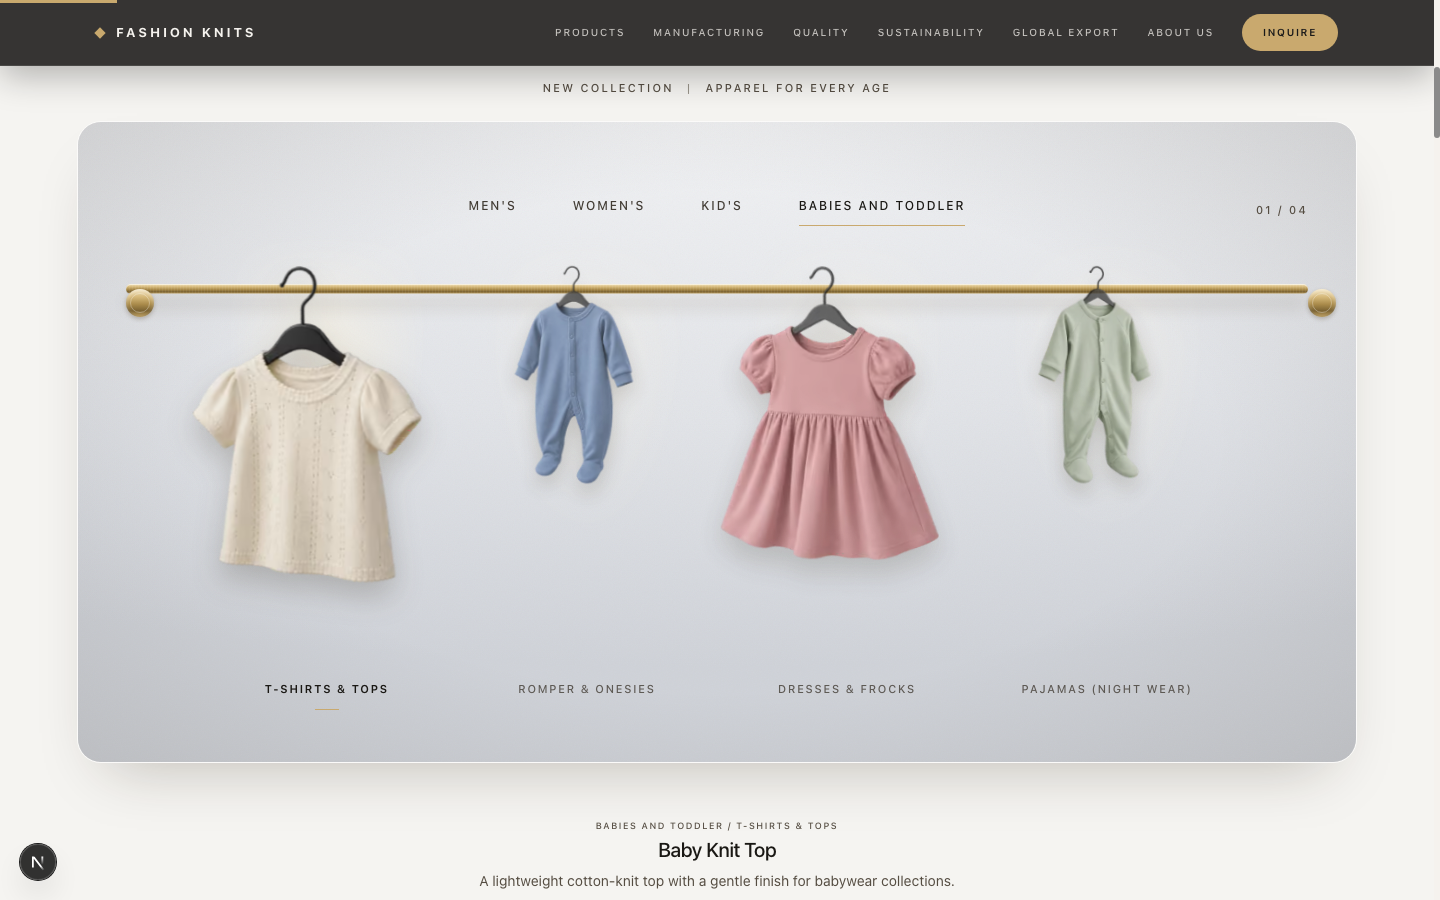 FASHION KNITS
PRODUCTS MANUFACTURING QUALITY SUSTAINABILITY GLOBAL EXPORT ABOUT US INQUIRE
NEW COLLECTION | APPAREL FOR EVERY AGE
MEN'S WOMEN'S KID'S BABIES AND TODDLER
01 / 04
T-SHIRTS & TOPS ROMPER & ONESIES DRESSES & FROCKS PAJAMAS (NIGHT WEAR)
BABIES AND TODDLER / T-SHIRTS & TOPS
Baby Knit Top
A lightweight cotton-knit top with a gentle finish for babywear collections.
N